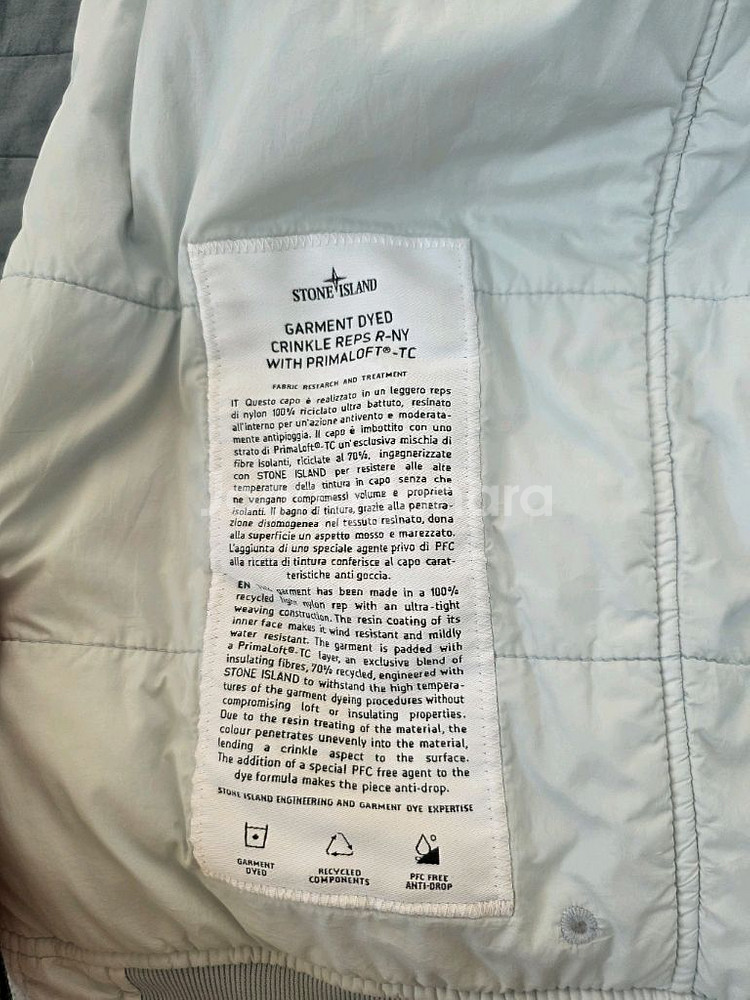 STONE ISLAND
GARMENT DYED
CRINKLE REPS R-NY
WITH PRIMALOFT®-TC
FABRIC RESEARCH AND TREATMENT
IT Questo capo è realizzato in un leggero reps
di nylon 100% riciclato ultra battuto, resinato
all'interno per un'azione antivento e moderata-
mente antipioggia. Il capo è imbottito con uno
strato di PrimaLoft®-TC un'esclusiva mischia di
fibre isolanti, riciclate al 70%, ingegnerizzate
con STONE ISLAND per resistere alle alte
temperature della tintura in capo senza che
ne vengano compromessi volume e proprietà
isolanti. Il bagno di tintura, grazie alla penetra-
zione disomogenea nel tessuto resinato, dona
alla superficie un aspetto mosso e marezzato.
L'aggiunta di uno speciale agente privo di PFC
alla ricetta di tintura conferisce al capo carat-
teristiche anti goccia.
EN garment has been made in a 100%
recycled light nylon rep with an ultra-tight
weaving construction. The resin coating of its
inner face makes it wind resistant and mildly
water resistant. The garment is padded with
a PrimaLoft®-TC layer, an exclusive blend of
insulating fibres, 70% recycled, engineered with
STONE ISLAND to withstand the high tempera-
tures of the garment dyeing procedures without
compromising loft or insulating properties.
Due to the resin treating of the material, the
colour penetrates unevenly into the material,
lending a crinkle aspect to the surface.
The addition of a special PFC free agent to the
dye formula makes the piece anti-drop.
STONE ISLAND ENGINEERING AND GARMENT DYE EXPERTISE
GARMENT
DYED
RECYCLED
COMPONENTS
PFC FREE
ANTI-DROP